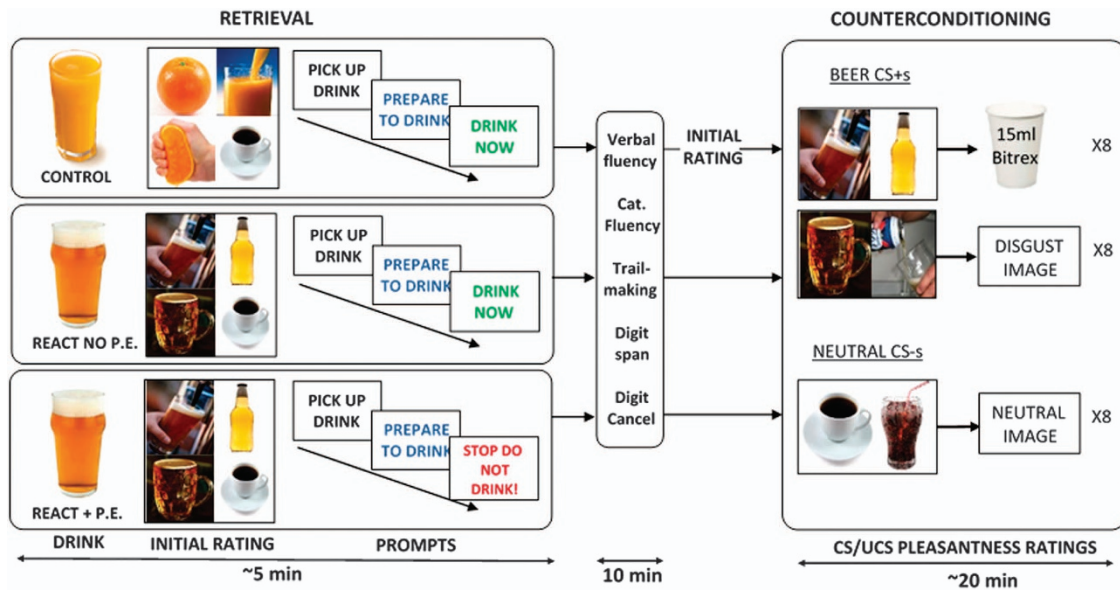 RETRIEVAL
COUNTERCONDITIONING
CONTROL
PICK UP
DRINK
PREPARE
TO DRINK
DRINK
NOW
REACT NO P.E.
PICK UP
DRINK
PREPARE
TO DRINK
DRINK
NOW
REACT + P.E.
PICK UP
DRINK
PREPARE
TO DRINK
STOP DO
NOT
DRINK!
DRINK
INITIAL RATING
PROMPTS
~5 min
Verbal
fluency
Cat.
Fluency
Trail-
making
Digit
span
Digit
Cancel
10 min
INITIAL
RATING
BEER CS+s
15ml
Bitrex
X8
DISGUST
IMAGE
X8
NEUTRAL CS-s
NEUTRAL
IMAGE
X8
CS/UCS PLEASANTNESS RATINGS
~20 min